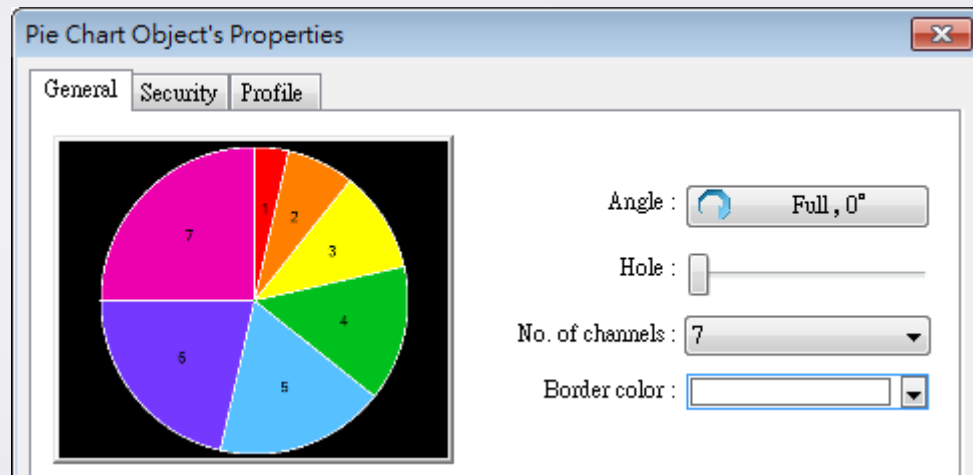 Pie Chart Object's Properties
General Security Profile
1
2
3
4
5
6
7
Angle : Full , 0°
Hole :
No. of channels : 7
Border color :